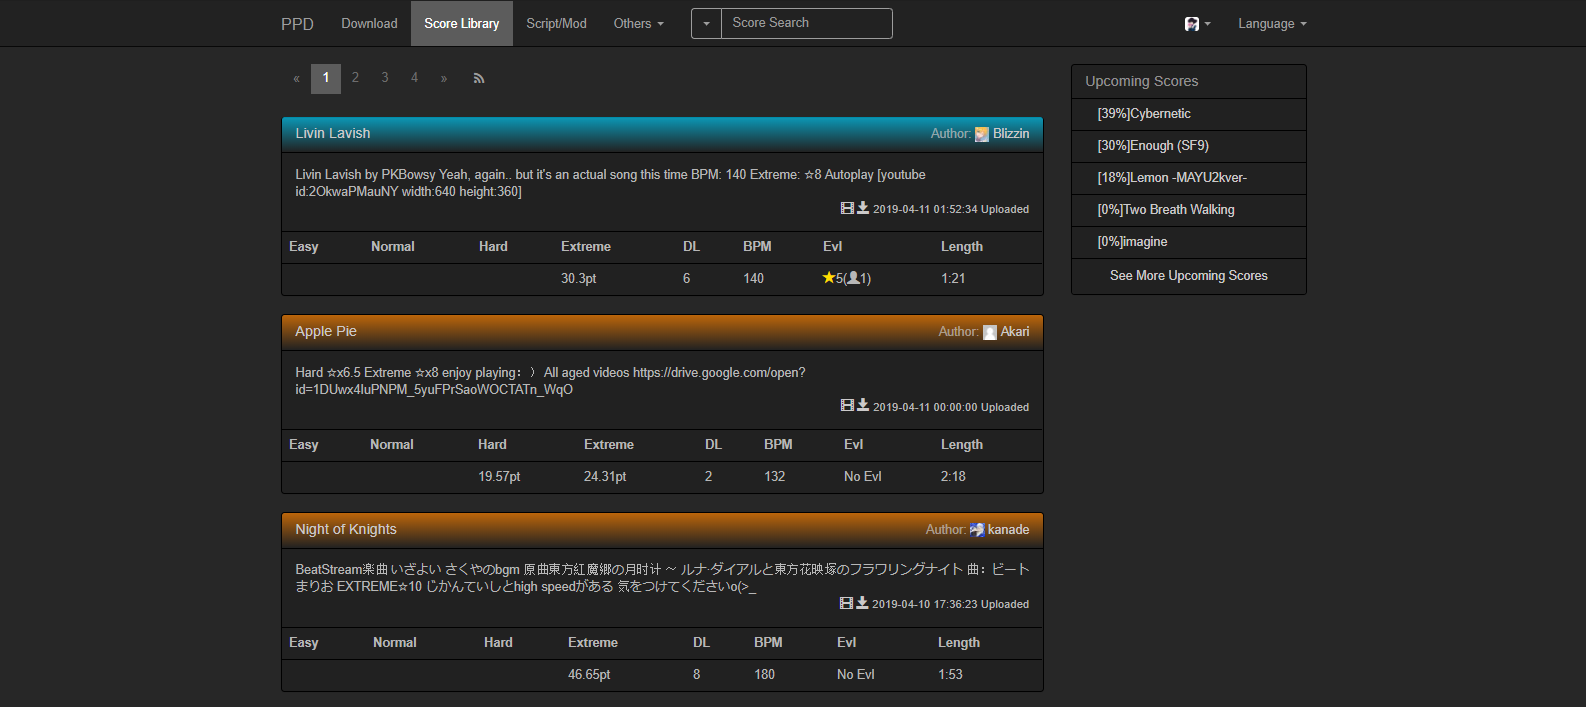 PPD Download Score Library Script/Mod Others Score Search Language
« 1 2 3 4 »
Livin Lavish Author: Blizzin
Livin Lavish by PKBowsy Yeah, again.. but it's an actual song this time BPM: 140 Extreme: ☆8 Autoplay [youtube
id:2OkwaPMauNY width:640 height:360]
2019-04-11 01:52:34 Uploaded
Easy Normal Hard Extreme DL BPM Evl Length
30.3pt 6 140 ★5(1) 1:21
Apple Pie Author: Akari
Hard ☆x6.5 Extreme ☆x8 enjoy playing：） All aged videos https://drive.google.com/open?
id=1DUwx4IuPNPM_5yuFPrSaoWOCTATn_WqO
2019-04-11 00:00:00 Uploaded
Easy Normal Hard Extreme DL BPM Evl Length
19.57pt 24.31pt 2 132 No Evl 2:18
Night of Knights Author: kanade
BeatStream楽曲 いざよい さくやのbgm 原曲東方紅魔郷の月时计 ～ ルナ·ダイアルと東方花映塚のフラワリングナイト 曲：ビート
まりお EXTREME☆10 じかんていしとhigh speedがある 気をつけてくださいo(>_
2019-04-10 17:36:23 Uploaded
Easy Normal Hard Extreme DL BPM Evl Length
46.65pt 8 180 No Evl 1:53
Upcoming Scores
[39%]Cybernetic
[30%]Enough (SF9)
[18%]Lemon -MAYU2kver-
[0%]Two Breath Walking
[0%]imagine
See More Upcoming Scores